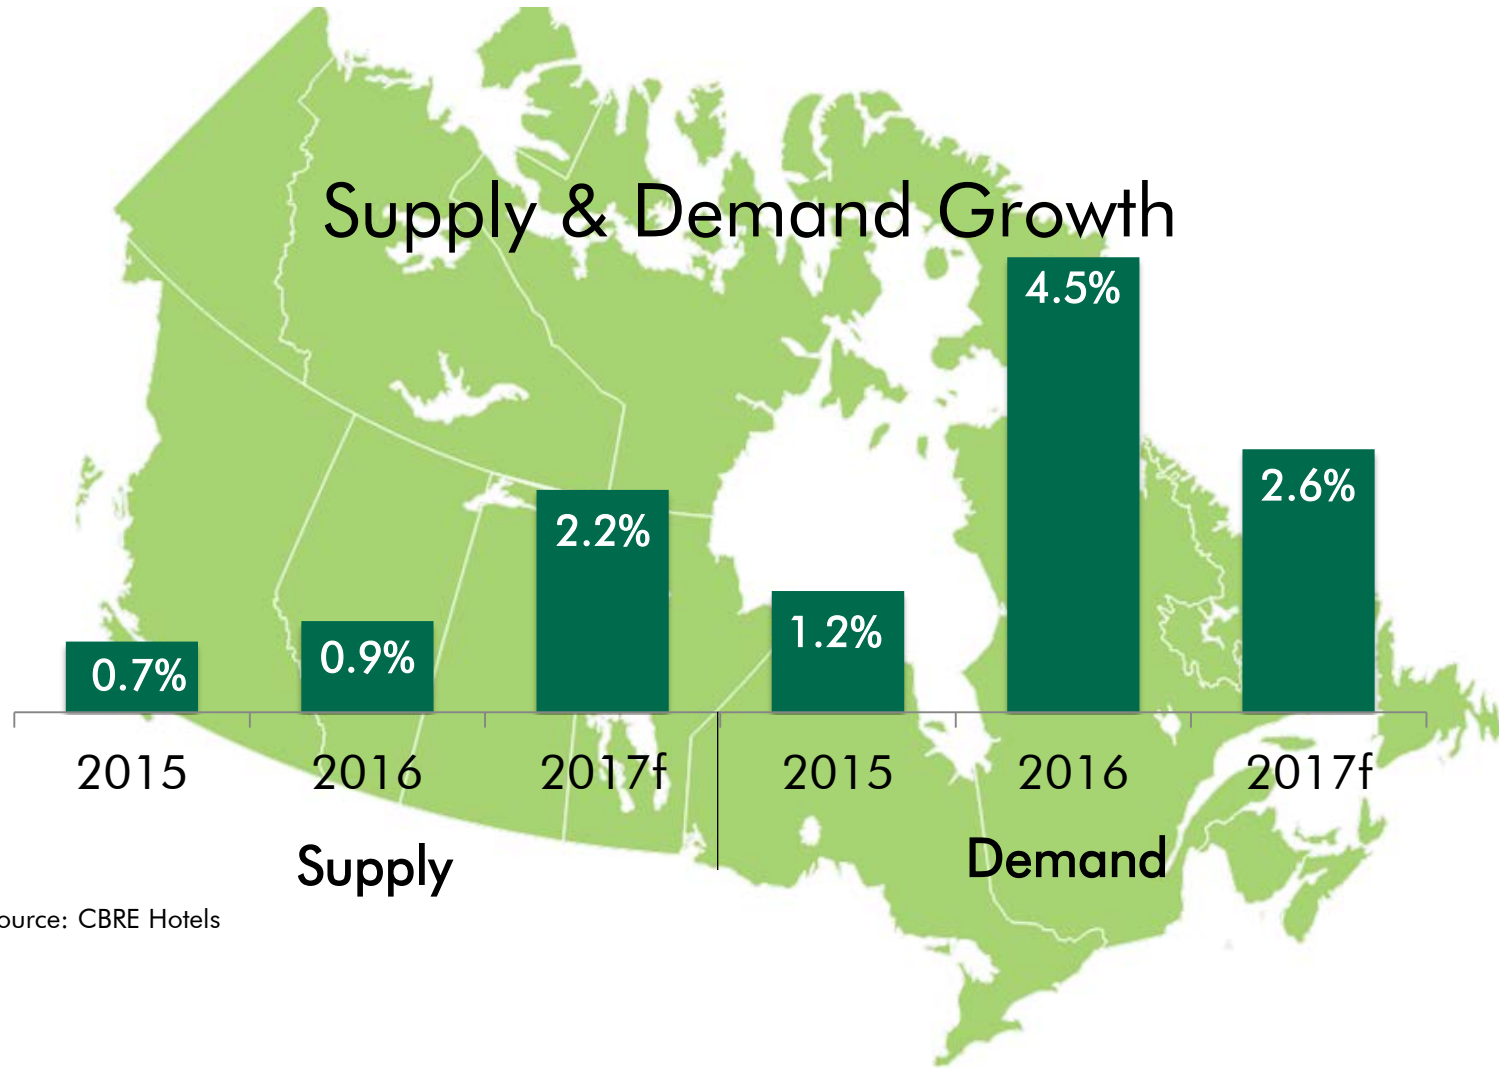 Supply & Demand Growth
4.5%
2.6%
2.2%
1.2%
0.9%
0.7%
2015 2016 2017f 2015 2016 2017f
Supply Demand
ource: CBRE Hotels